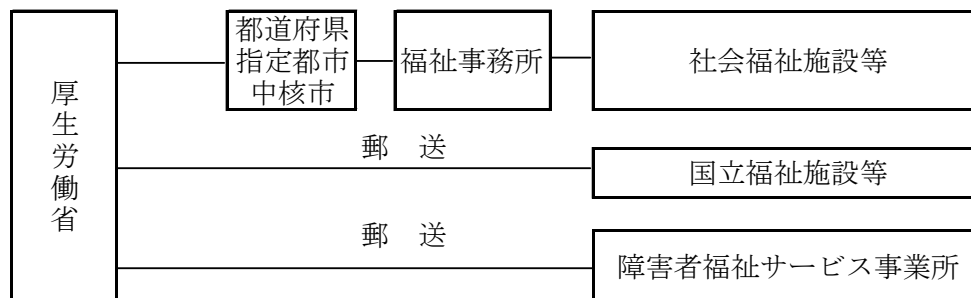 厚生労働省
都道府県
指定都市
中核市
福祉事務所
社会福祉施設等
郵 送
国立福祉施設等
郵 送
障害者福祉サービス事業所